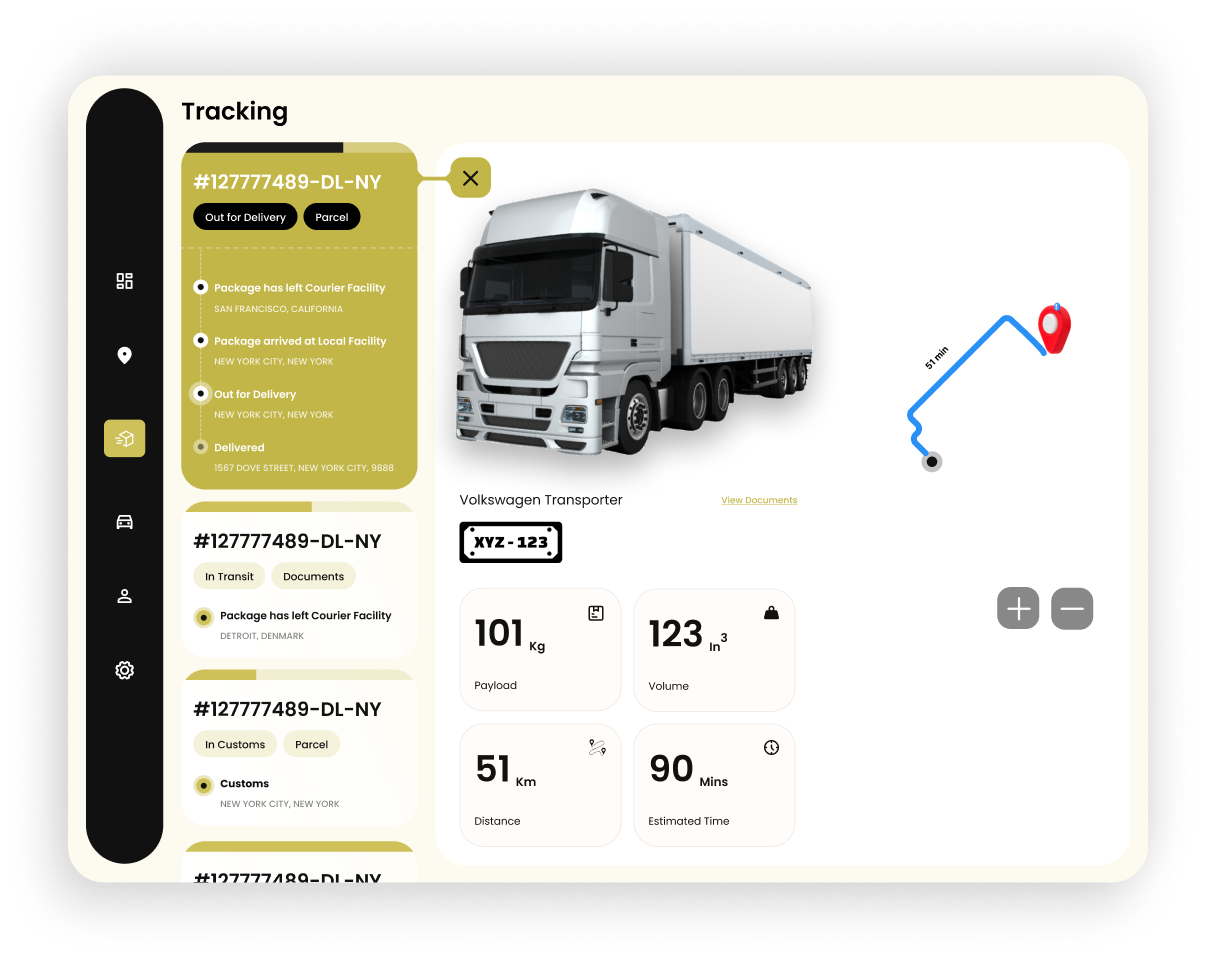 Tracking
#127777489-DL-NY
Out for Delivery
Parcel
Package has left Courier Facility
SAN FRANCISCO, CALIFORNIA
Package arrived at Local Facility
NEW YORK CITY, NEW YORK
Out for Delivery
NEW YORK CITY, NEW YORK
Delivered
1567 DOVE STREET, NEW YORK CITY, 9888
#127777489-DL-NY
In Transit
Documents
Package has left Courier Facility
DETROIT, DENMARK
#127777489-DL-NY
In Customs
Parcel
Customs
NEW YORK CITY, NEW YORK
#127777489-DL-NY
Volkswagen Transporter
View Documents
XYZ - 123
101 Kg
Payload
123 In³
Volume
51 Km
Distance
90 Mins
Estimated Time
51 min